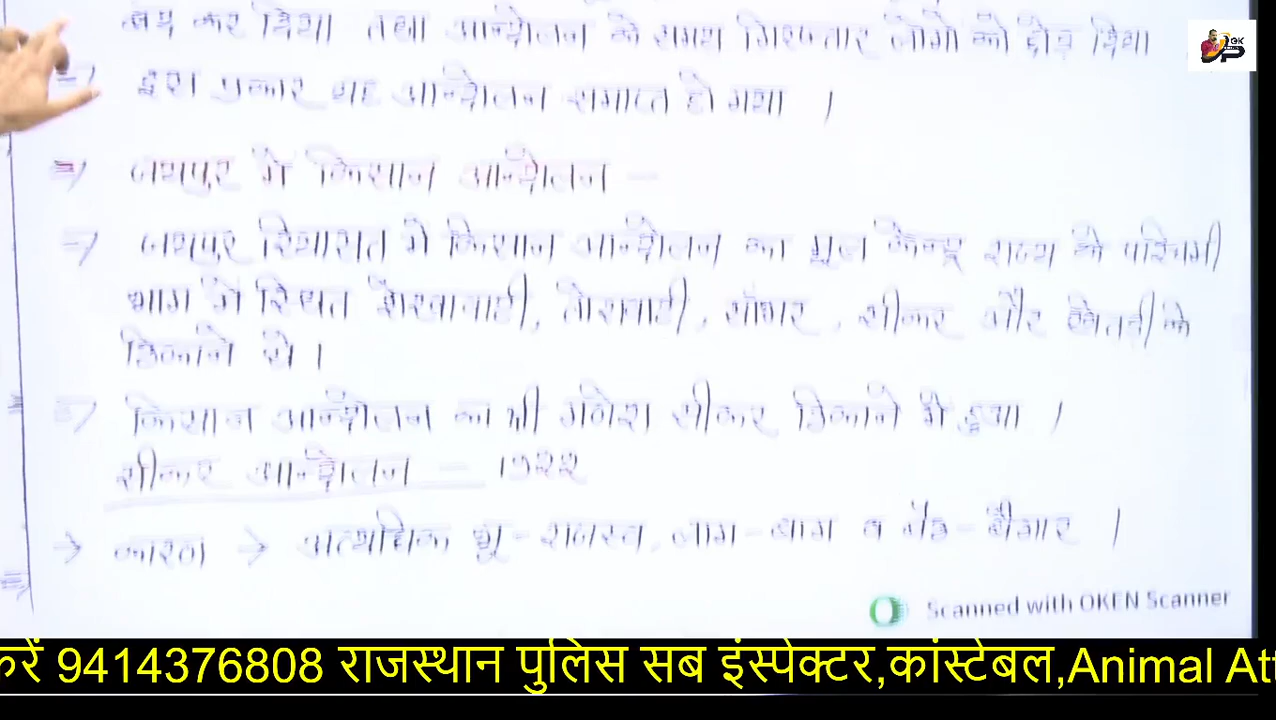 बंद कर दिया तथा आन्दोलन के समय गिरफ्तार लोगों को छोड़ दिया
⇒ इस प्रकार यह आन्दोलन समाप्त हो गया ।
⇒ जयपुर में किसान आन्दोलन –
⇒ जयपुर रियासत में किसान आन्दोलन का मूल केन्द्र राज्य के पश्चिमी
भाग में स्थित शेखावाटी, तोरावाटी, सांभर, सीकर और खेतड़ी के
ठिकाने थे ।
⇒ किसान आन्दोलन का श्री गणेश सीकर ठिकाने में हुआ ।
सीकर आन्दोलन – १९२२
→ कारण → अत्यधिक भू-राजस्व, लाग-बाग व बैठ-बैगार ।
GK
Scanned with OKEN Scanner
करें 9414376808 राजस्थान पुलिस सब इंस्पेक्टर,कांस्टेबल,Animal Att